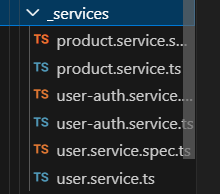 _services
TS product.service.s...
TS product.service.ts
TS user-auth.service....
TS user-auth.service.ts
TS user.service.spec.ts
TS user.service.ts